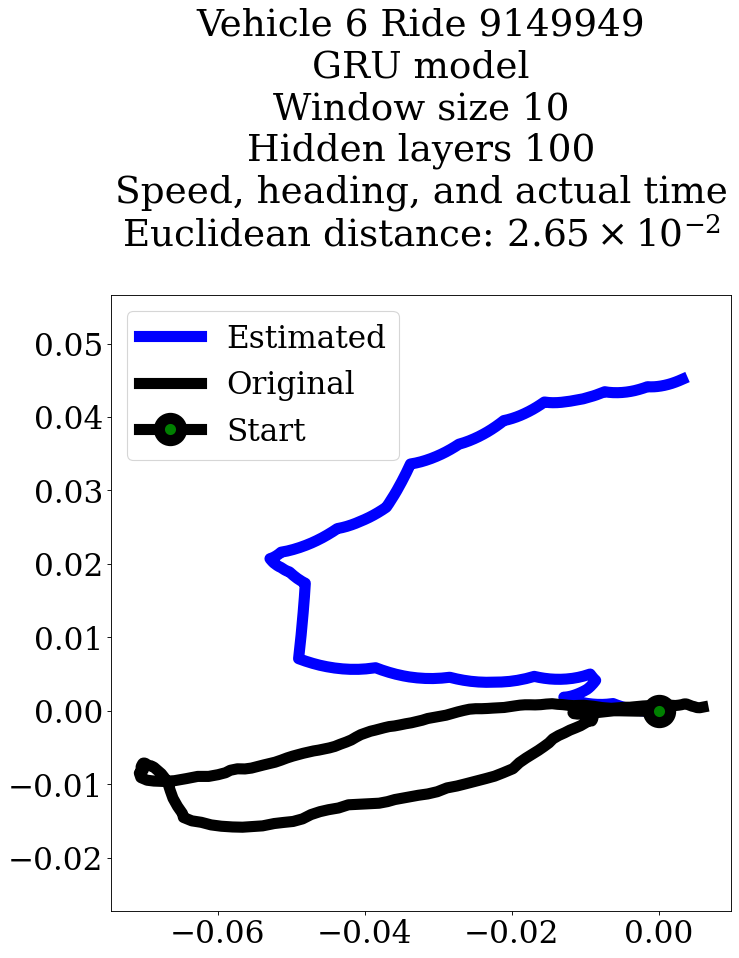 Vehicle 6 Ride 9149949
GRU model
Window size 10
Hidden layers 100
Speed, heading, and actual time
Euclidean distance: 2.65 × 10⁻²
Estimated
Original
Start
0.05
0.04
0.03
0.02
0.01
0.00
−0.01
−0.02
−0.06 −0.04 −0.02 0.00